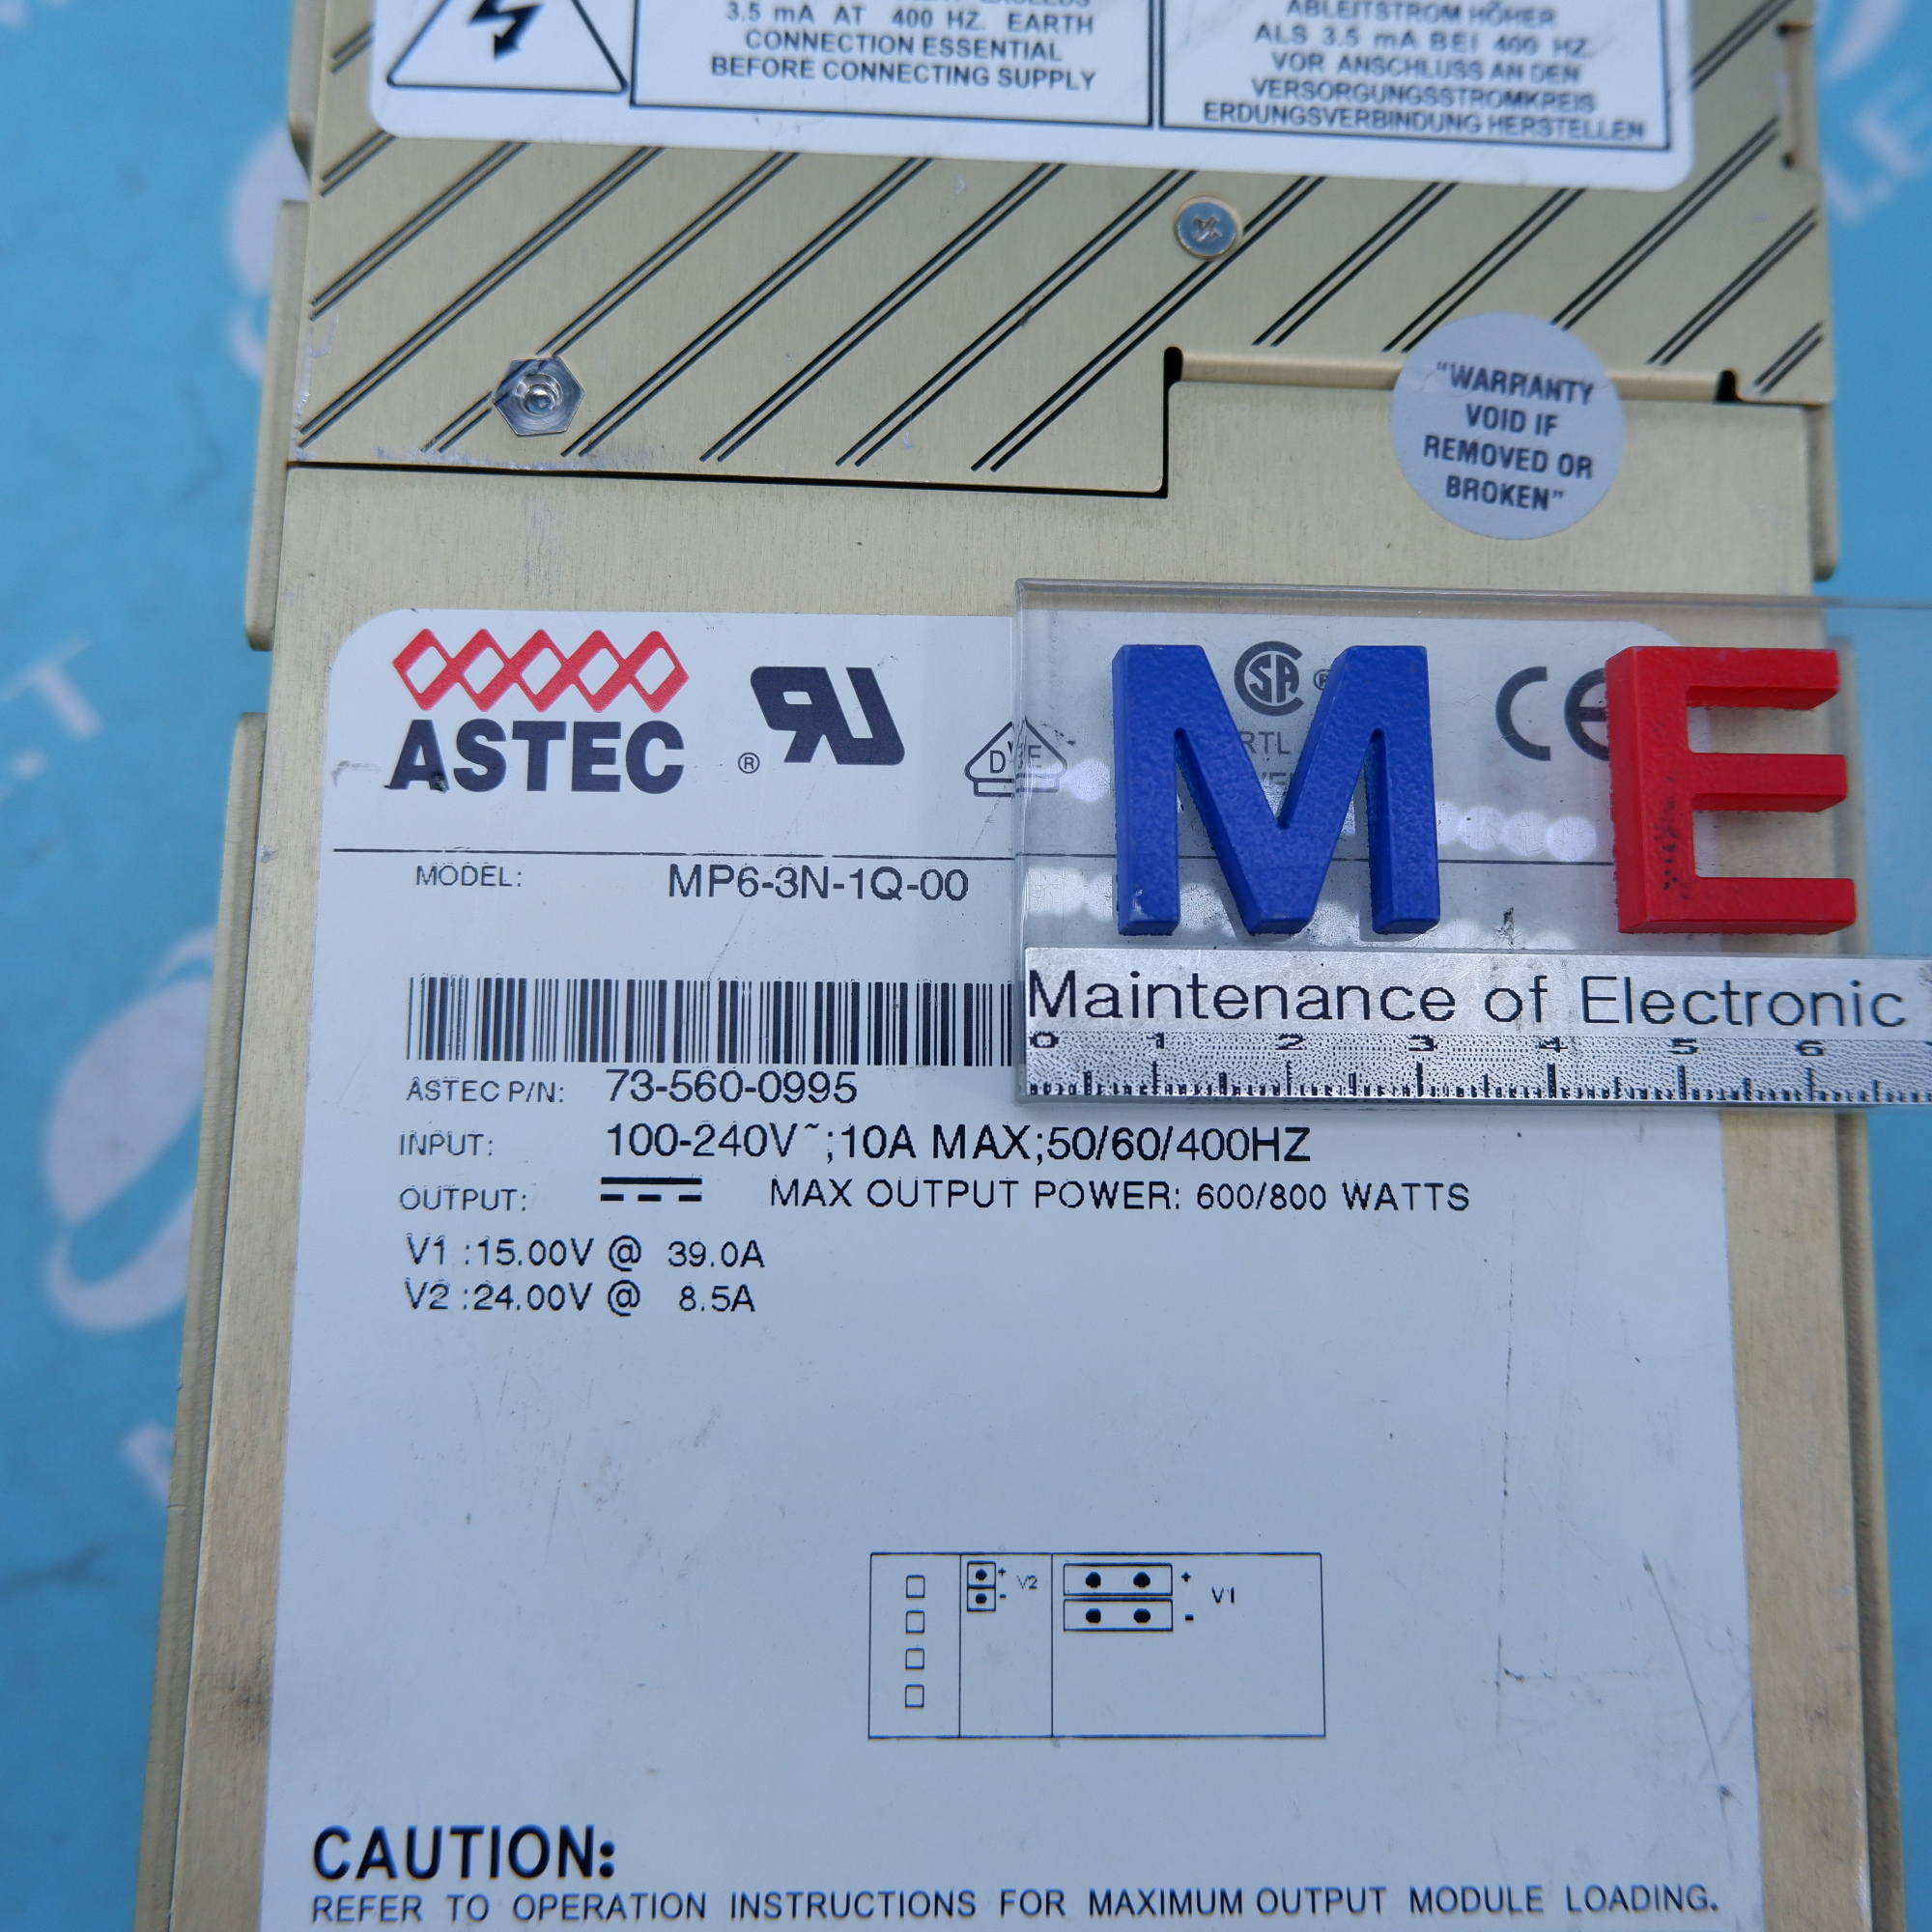 3.5 mA AT 400 HZ. EARTH
CONNECTION ESSENTIAL
BEFORE CONNECTING SUPPLY
ABLEITSTROM HÖHER
ALS 3.5 mA BEI 400 HZ.
VOR ANSCHLUSS AN DEN
VERSORGUNGSSTROMKREIS
ERDUNGSVERBINDUNG HERSTELLEN
"WARRANTY
VOID IF
REMOVED OR
BROKEN"
ASTEC
®
DVE
SA ®
CE
M E
MODEL: MP6-3N-1Q-00
Maintenance of Electronic
0 1 2 3 4 5 6
ASTEC P/N: 73-560-0995
INPUT: 100-240V~;10A MAX;50/60/400HZ
OUTPUT: MAX OUTPUT POWER: 600/800 WATTS
V1 :15.00V @ 39.0A
V2 :24.00V @ 8.5A
+ V2 -
+ V1 -
CAUTION:
REFER TO OPERATION INSTRUCTIONS FOR MAXIMUM OUTPUT MODULE LOADING.